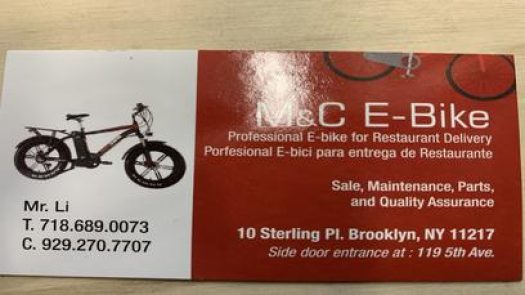 M&C E-Bike
Professional E-bike for Restaurant Delivery
Porfesional E-bici para entrega de Restaurante
Sale, Maintenance, Parts,
and Quality Assurance
10 Sterling Pl. Brooklyn, NY 11217
Side door entrance at : 119 5th Ave.
Mr. Li
T. 718.689.0073
C. 929.270.7707